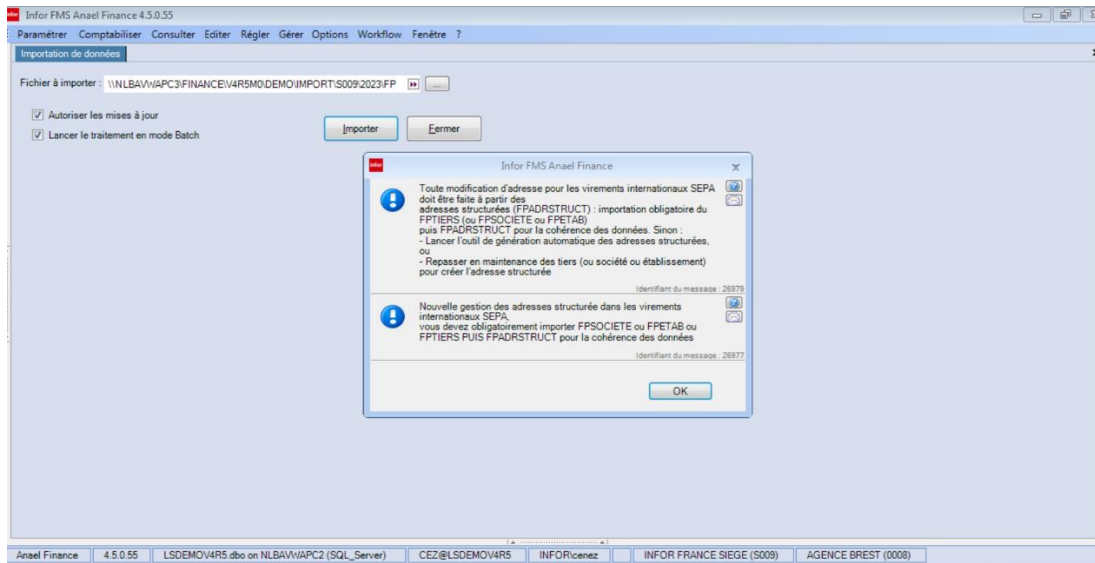 infor Infor FMS Anael Finance 4.5.0.55
Paramétrer Comptabiliser Consulter Editer Régler Gérer Options Workflow Fenêtre ?
Importation de données
Fichier à importer : \\NLBAVWAPC3\FINANCE\V4R5M0\DEMO\IMPORT\S009\2023\FP ...
Autoriser les mises à jour
Lancer le traitement en mode Batch
Importer Fermer
infor Infor FMS Anael Finance x
Toute modification d'adresse pour les virements internationaux SEPA
doit être faite à partir des
adresses structurées (FPADRSTRUCT) : importation obligatoire du
FPTIERS (ou FPSOCIETE ou FPETAB)
puis FPADRSTRUCT pour la cohérence des données. Sinon :
- Lancer l'outil de génération automatique des adresses structurées,
ou
- Repasser en maintenance des tiers (ou société ou établissement)
pour créer l'adresse structurée
Identifiant du message : 26979
Nouvelle gestion des adresses structurée dans les virements
internationaux SEPA,
vous devez obligatoirement importer FPSOCIETE ou FPETAB ou
FPTIERS PUIS FPADRSTRUCT pour la cohérence des données
Identifiant du message : 26977
OK
Anael Finance 4.5.0.55 LSDEMOV4R5.dbo on NLBAVWAPC2 (SQL_Server) CEZ@LSDEMOV4R5 INFOR\cenez INFOR FRANCE SIEGE (S009) AGENCE BREST (0008)